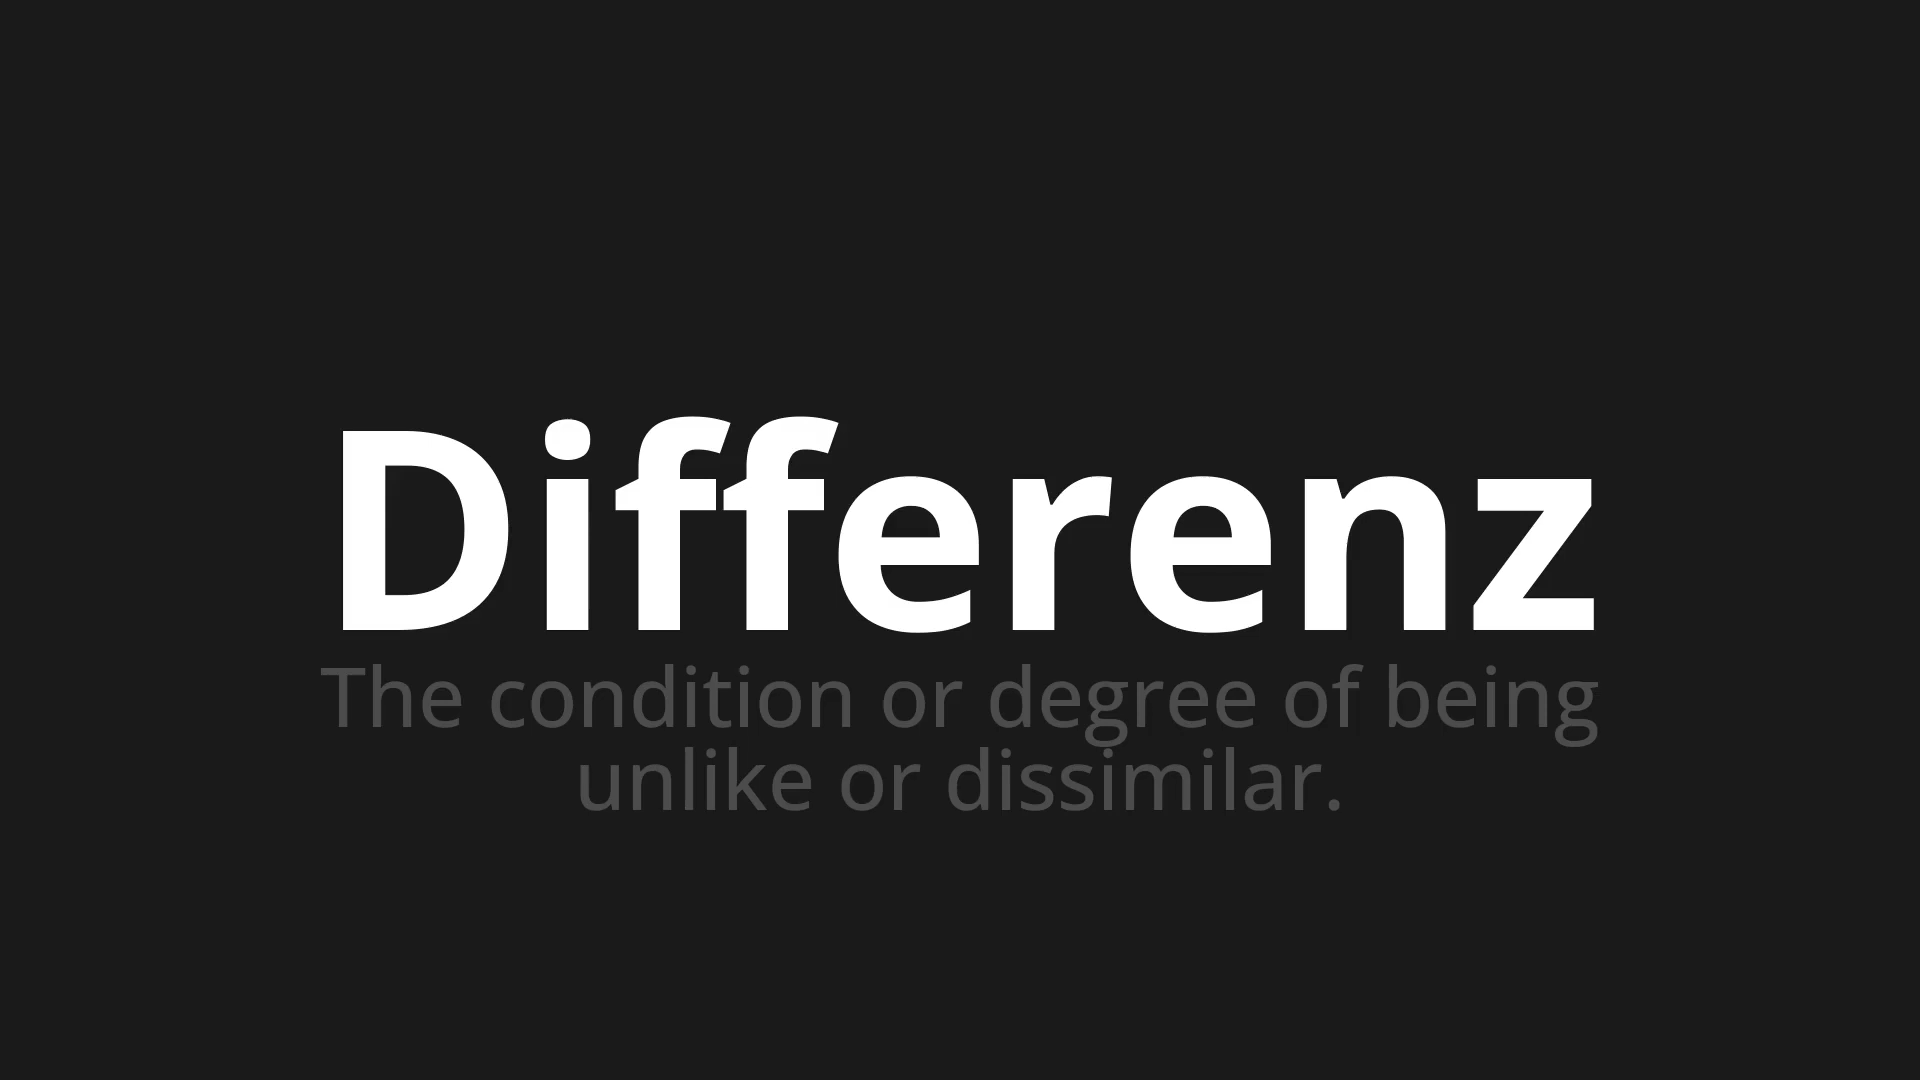 Differenz
The condition or degree of being
unlike or dissimilar.